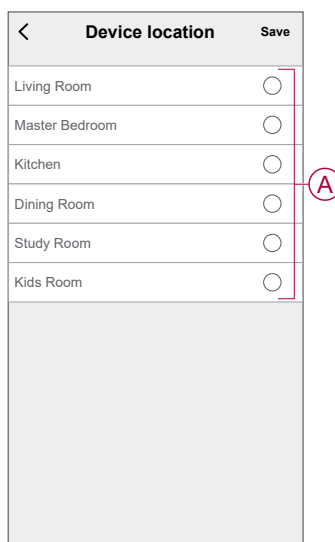 Device location
Save
Living Room
Master Bedroom
Kitchen
Dining Room
Study Room
Kids Room
A